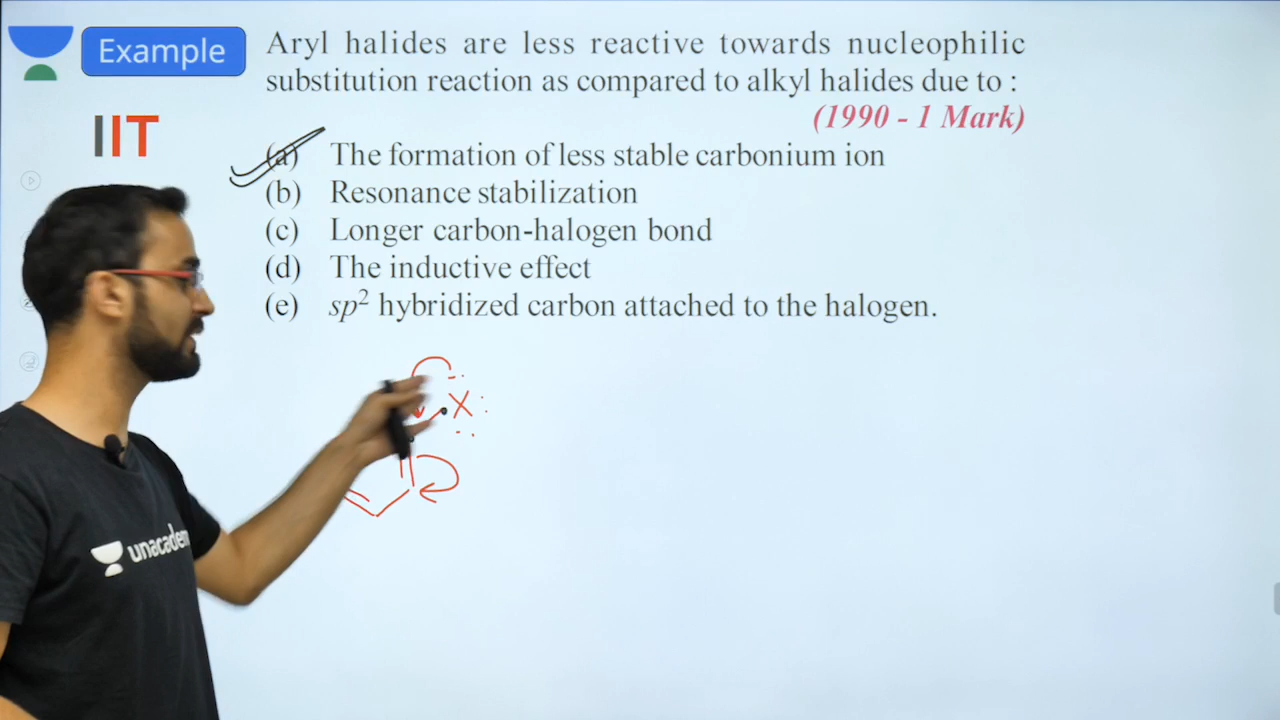 Example
Aryl halides are less reactive towards nucleophilic
substitution reaction as compared to alkyl halides due to :
(1990 - 1 Mark)
IIT
(a) The formation of less stable carbonium ion
(b) Resonance stabilization
(c) Longer carbon-halogen bond
(d) The inductive effect
(e) sp² hybridized carbon attached to the halogen.
X
unacadem